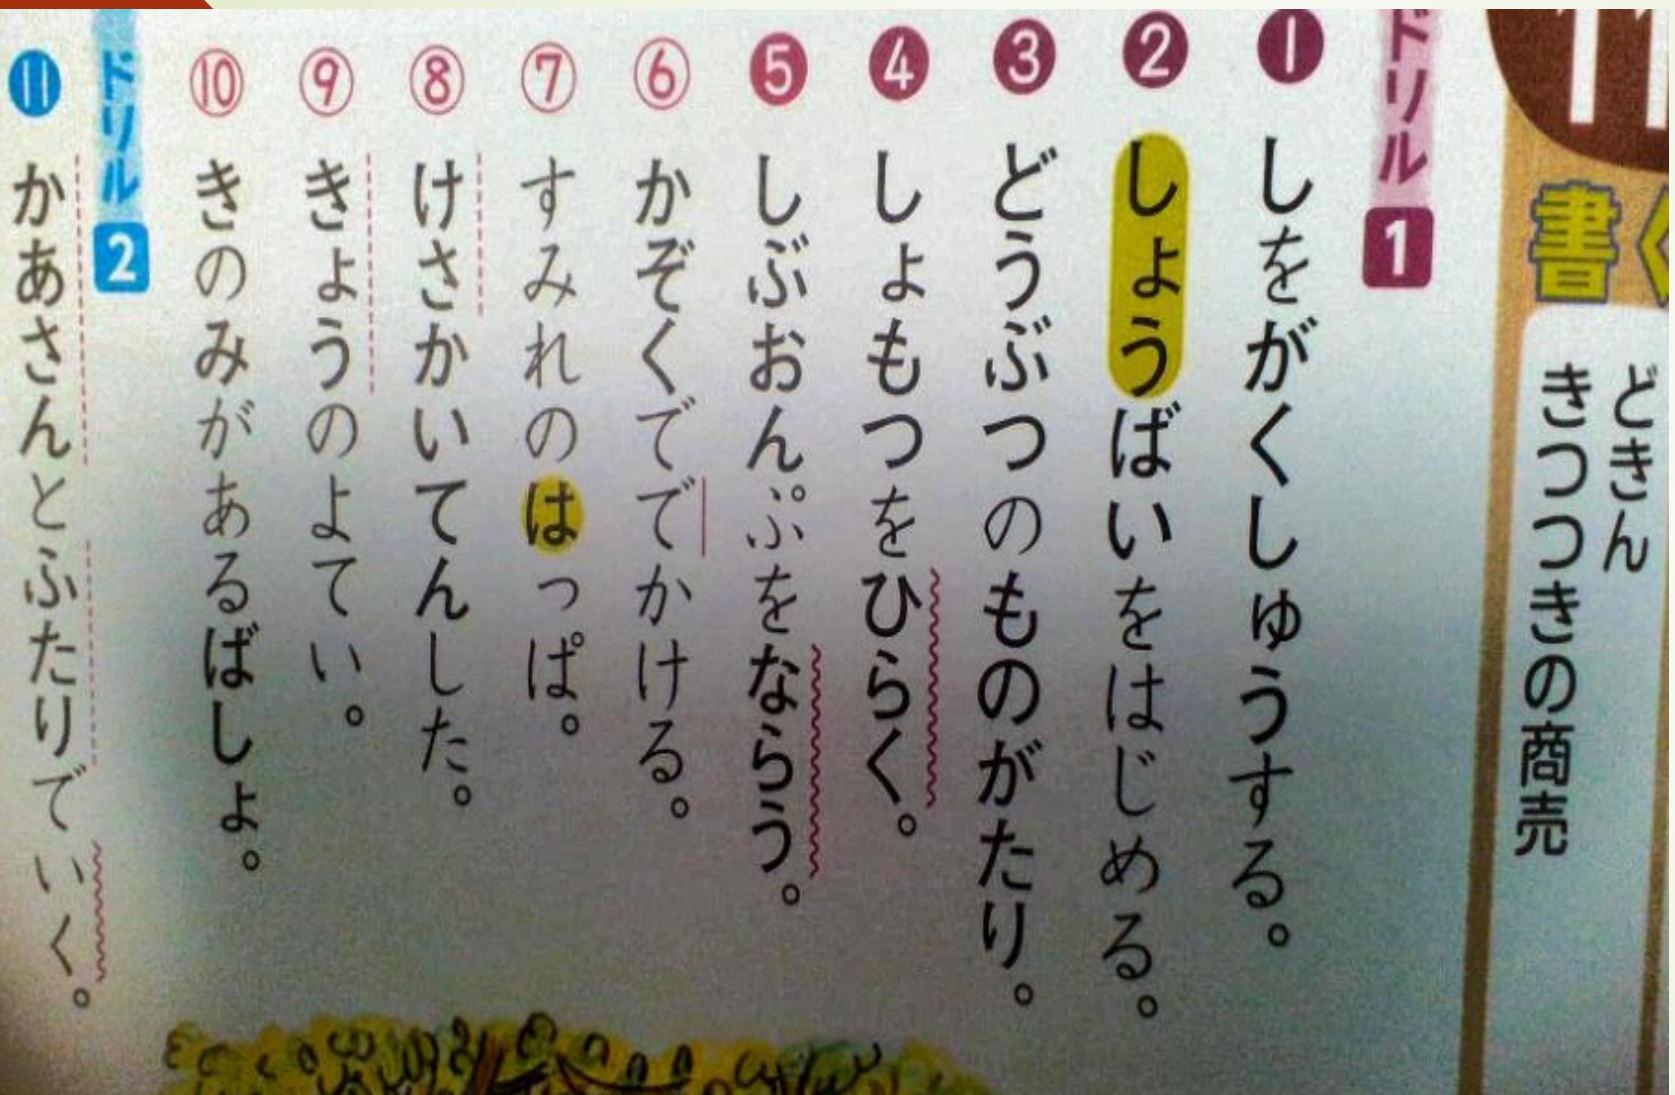 11
書く
どきん
きつつきの商売
ドリル 1
1 しをがくしゅうする。
2 しょうばいをはじめる。
3 どうぶつのものがたり。
4 しょもつをひらく。
5 しぶおんぷをならう。
6 かぞくででかける。
7 すみれのはっぱ。
8 けさかいてんした。
9 きょうのよてい。
10 きのみがあるばしょ。
ドリル 2
11 かあさんとふたりでいく。